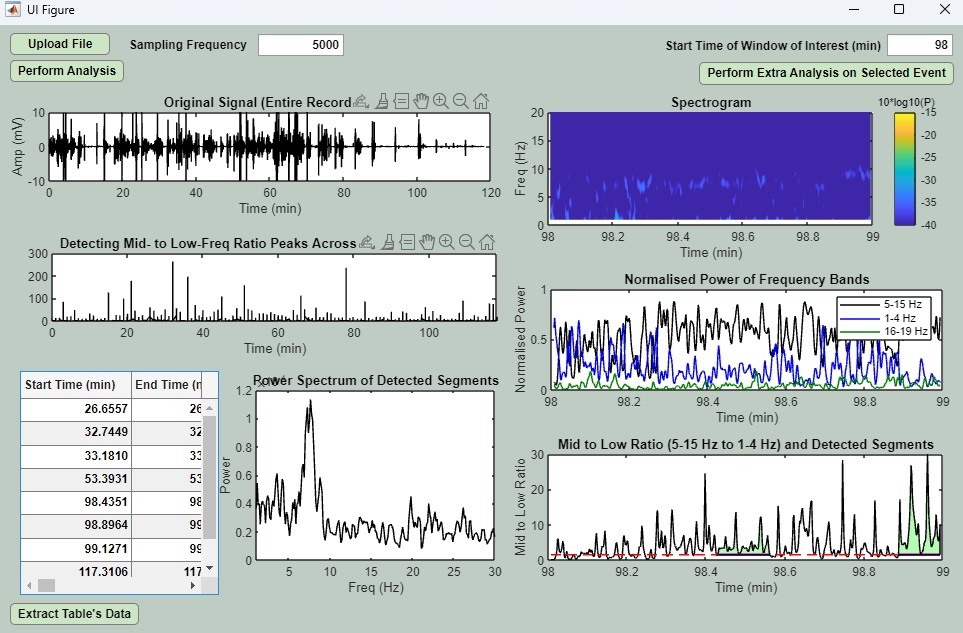 UI Figure
Upload File
Sampling Frequency
5000
Start Time of Window of Interest (min)
98
Perform Analysis
Perform Extra Analysis on Selected Event
Original Signal (Entire Record
10
0
-10
Amp (mV)
0 20 40 60 80 100 120
Time (min)
Spectrogram
10*log10(P)
20
15
10
5
0
Freq (Hz)
98 98.2 98.4 98.6 98.8 99
Time (min)
-15
-20
-25
-30
-35
-40
Detecting Mid- to Low-Freq Ratio Peaks Across
300
200
100
0
0 20 40 60 80 100
Time (min)
Normalised Power of Frequency Bands
1
0.5
0
Normalised Power
5-15 Hz
1-4 Hz
16-19 Hz
98 98.2 98.4 98.6 98.8 99
Time (min)
Start Time (min) End Time (n
26.6557 26
32.7449 32
33.1810 33
53.3931 53
98.4351 98
98.8964 99
99.1271 99
117.3106 117
Power Spectrum of Detected Segments
1.2
1
0.8
0.6
0.4
0.2
0
Power
5 10 15 20 25 30
Freq (Hz)
Mid to Low Ratio (5-15 Hz to 1-4 Hz) and Detected Segments
30
20
10
0
Mid to Low Ratio
98 98.2 98.4 98.6 98.8 99
Time (min)
Extract Table's Data